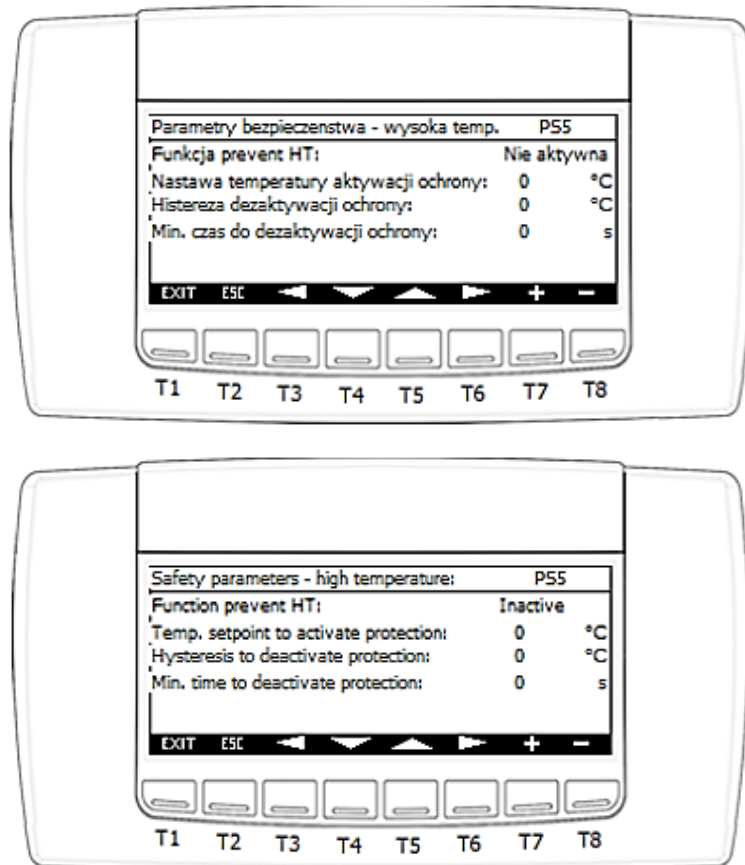 Parametry bezpieczenstwa - wysoka temp. PS5
Funkcja prevent HT: Nie aktywna
Nastawa temperatury aktywacji ochrony: 0 °C
Histereza dezaktywacji ochrony: 0 °C
Min. czas do dezaktywacji ochrony: 0 s
EXIT ESC + -
T1 T2 T3 T4 T5 T6 T7 T8
Safety parameters - high temperature: PS5
Function prevent HT: Inactive
Temp. setpoint to activate protection: 0 °C
Hysteresis to deactivate protection: 0 °C
Min. time to deactivate protection: 0 s
EXIT ESC + -
T1 T2 T3 T4 T5 T6 T7 T8